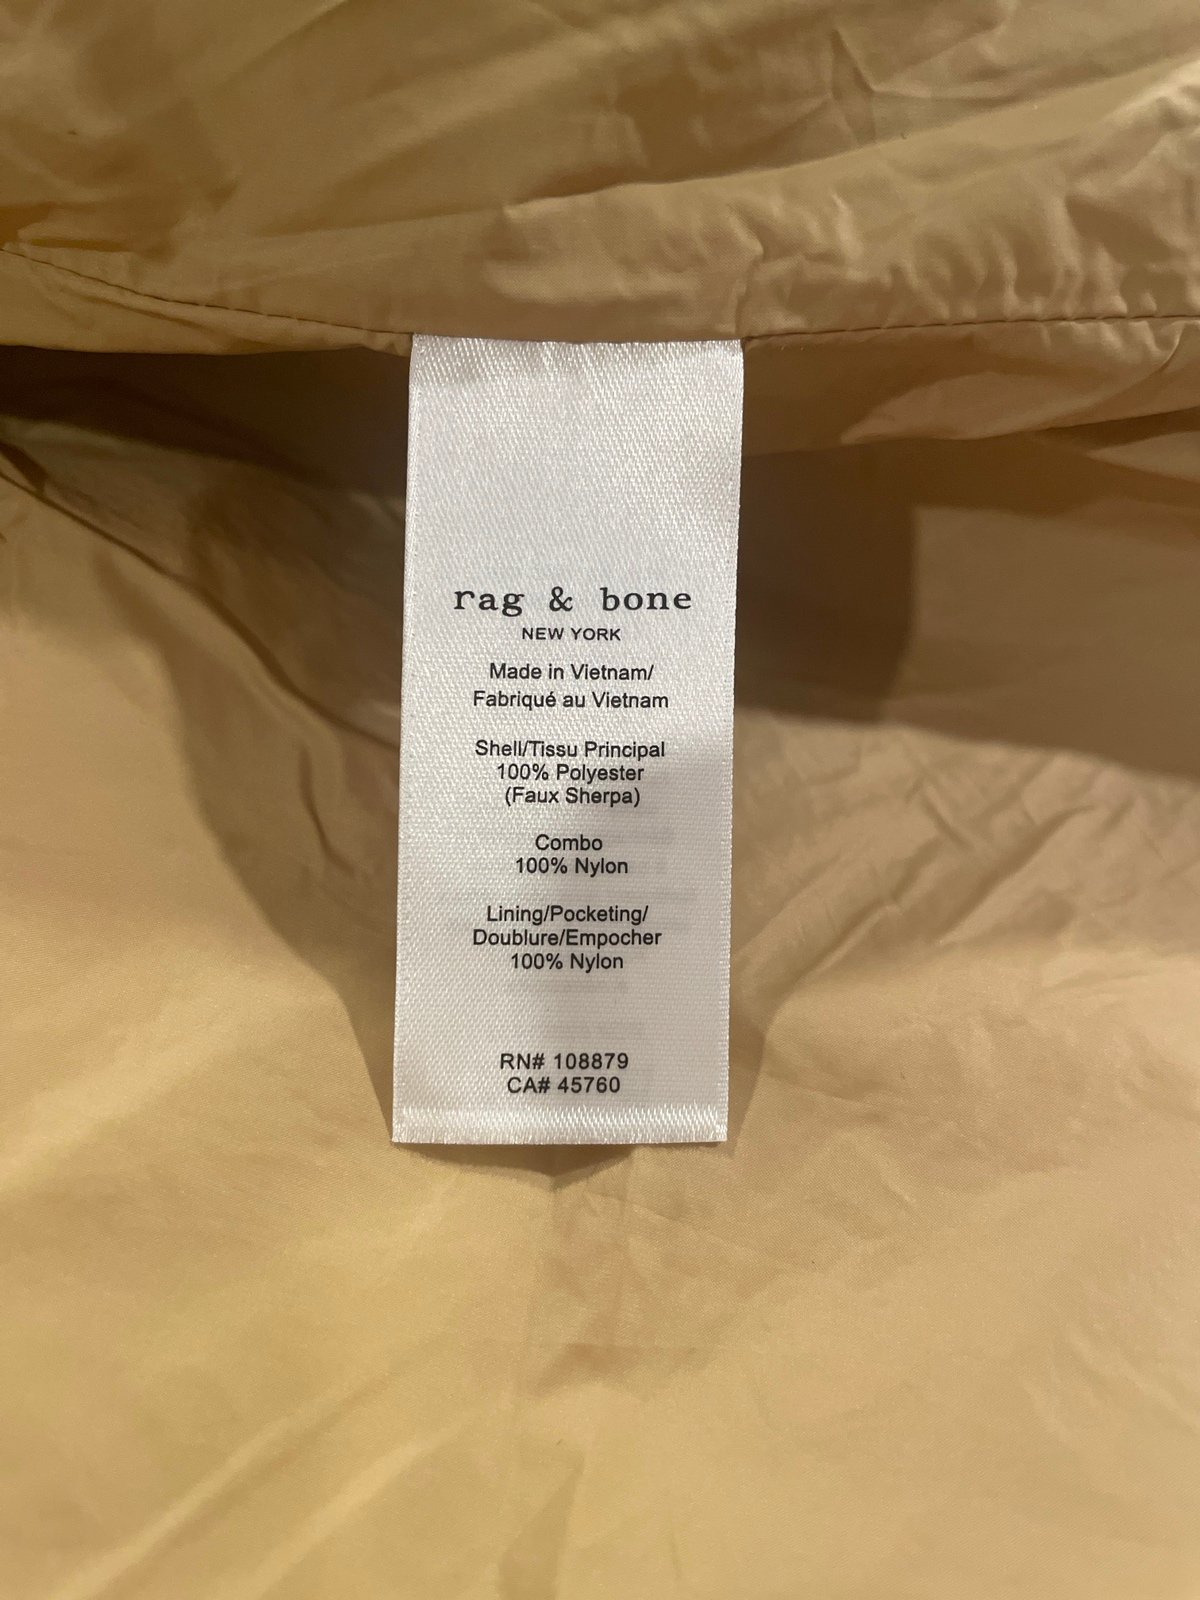 rag & bone
NEW YORK
Made in Vietnam/
Fabriqué au Vietnam
Shell/Tissu Principal
100% Polyester
(Faux Sherpa)
Combo
100% Nylon
Lining/Pocketing/
Doublure/Empocher
100% Nylon
RN# 108879
CA# 45760